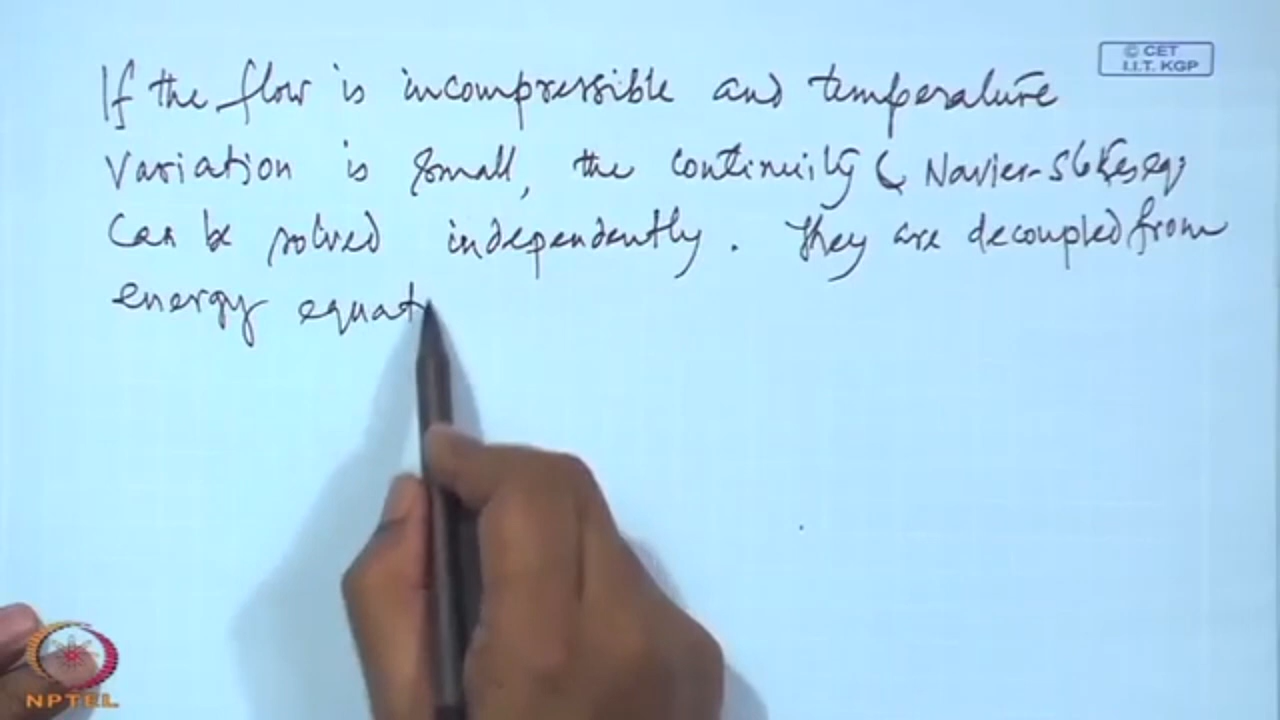 © CET
I.I.T. KGP
If the flow is incompressible and temperature
variation is small, the continuity & Navier-Stokes eq
can be solved independently. They are decoupled from
energy equat
NPTEL